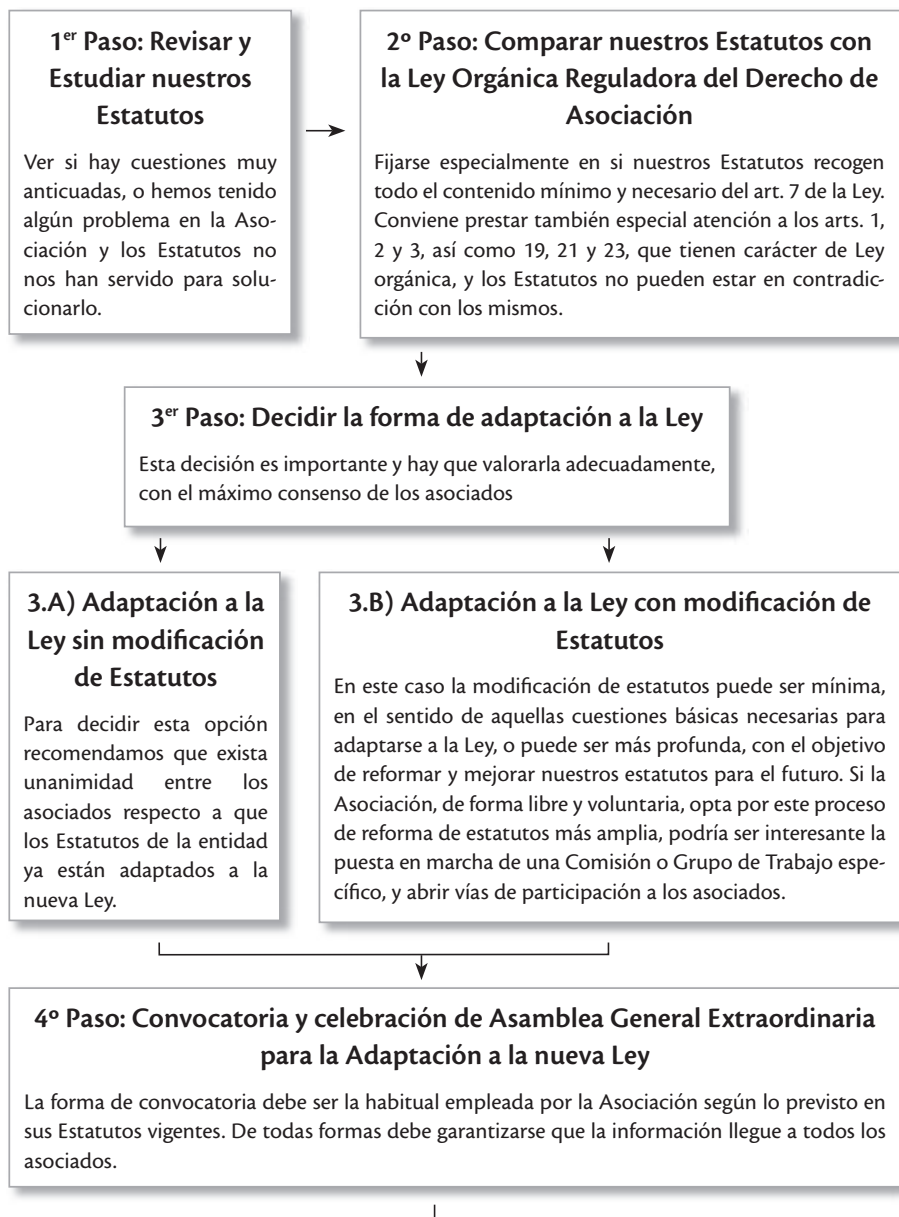 1er Paso: Revisar y
Estudiar nuestros
Estatutos
Ver si hay cuestiones muy
anticuadas, o hemos tenido
algún problema en la Aso-
ciación y los Estatutos no
nos han servido para solu-
cionarlo.
2º Paso: Comparar nuestros Estatutos con
la Ley Orgánica Reguladora del Derecho de
Asociación
Fijarse especialmente en si nuestros Estatutos recogen
todo el contenido mínimo y necesario del art. 7 de la Ley.
Conviene prestar también especial atención a los arts. 1,
2 y 3, así como 19, 21 y 23, que tienen carácter de Ley
orgánica, y los Estatutos no pueden estar en contradic-
ción con los mismos.
3er Paso: Decidir la forma de adaptación a la Ley
Esta decisión es importante y hay que valorarla adecuadamente,
con el máximo consenso de los asociados
3.A) Adaptación a la
Ley sin modificación
de Estatutos
Para decidir esta opción
recomendamos que exista
unanimidad entre los
asociados respecto a que
los Estatutos de la entidad
ya están adaptados a la
nueva Ley.
3.B) Adaptación a la Ley con modificación de
Estatutos
En este caso la modificación de estatutos puede ser mínima,
en el sentido de aquellas cuestiones básicas necesarias para
adaptarse a la Ley, o puede ser más profunda, con el objetivo
de reformar y mejorar nuestros estatutos para el futuro. Si la
Asociación, de forma libre y voluntaria, opta por este proceso
de reforma de estatutos más amplia, podría ser interesante la
puesta en marcha de una Comisión o Grupo de Trabajo espe-
cífico, y abrir vías de participación a los asociados.
4º Paso: Convocatoria y celebración de Asamblea General Extraordinaria
para la Adaptación a la nueva Ley
La forma de convocatoria debe ser la habitual empleada por la Asociación según lo previsto en
sus Estatutos vigentes. De todas formas debe garantizarse que la información llegue a todos los
asociados.